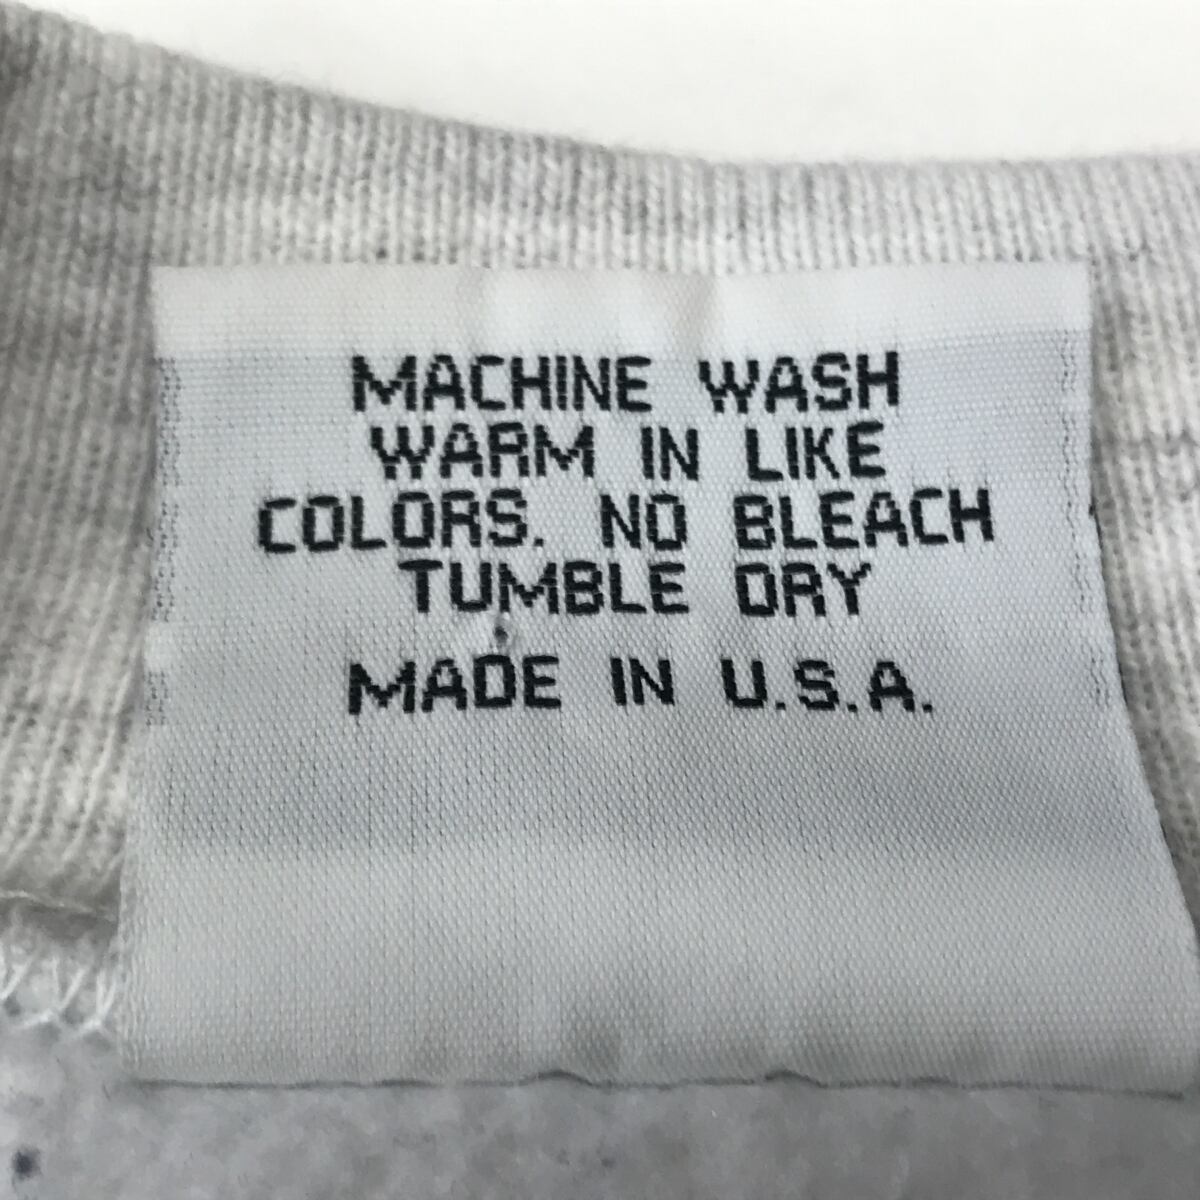 MACHINE WASH
WARM IN LIKE
COLORS. NO BLEACH
TUMBLE DRY
MADE IN U.S.A.